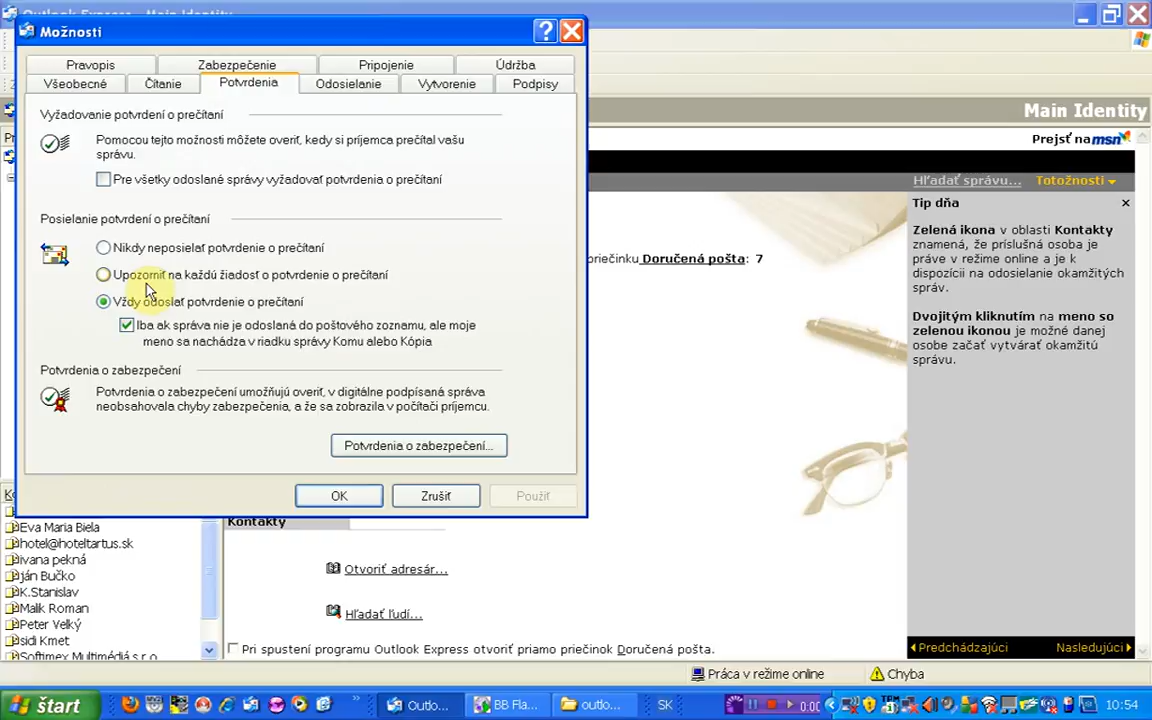 Outlook Express - Main Identity
Možnosti
Pravopis
Zabezpečenie
Pripojenie
Údržba
Všeobecné
Čítanie
Potvrdenia
Odosielanie
Vytvorenie
Podpisy
Vyžadovanie potvrdení o prečítaní
Pomocou tejto možnosti môžete overiť, kedy si príjemca prečítal vašu
správu.
Pre všetky odoslané správy vyžadovať potvrdenia o prečítaní
Posielanie potvrdení o prečítaní
Nikdy neposielať potvrdenie o prečítaní
Upozorniť na každú žiadosť o potvrdenie o prečítaní
Vždy odoslať potvrdenie o prečítaní
Iba ak správa nie je odoslaná do poštového zoznamu, ale moje
meno sa nachádza v riadku správy Komu alebo Kópia
Potvrdenia o zabezpečení
Potvrdenia o zabezpečení umožňujú overiť, v digitálne podpísaná správa
neobsahovala chyby zabezpečenia, a že sa zobrazila v počítači príjemcu.
Potvrdenia o zabezpečení...
OK
Zrušiť
Použiť
Main Identity
Prejsť na msn
Hľadať správu...
Totožnosti
priečinku Doručená pošta: 7
Tip dňa
Zelená ikona v oblasti Kontakty
znamená, že príslušná osoba je
práve v režime online a je k
dispozícii na odosielanie okamžitých
správ.
Dvojitým kliknutím na meno so
zelenou ikonou je možné danej
osobe začať vytvárať okamžitú
správu.
Eva Maria Biela
hotel@hoteltartus.sk
ivana pekná
ján Bučko
K.Stanislav
Malik Roman
Peter Velký
sidi Kmet
Softimex Multimédiá s.r.o.
Kontakty
Otvoriť adresár...
Hľadať ľudí...
Pri spustení programu Outlook Express otvoriť priamo priečinok Doručená pošta.
Predchádzajúci
Nasledujúci
Práca v režime online
Chyba
štart
Outlo...
BB Fla...
outlo...
SK
0:00
10:54